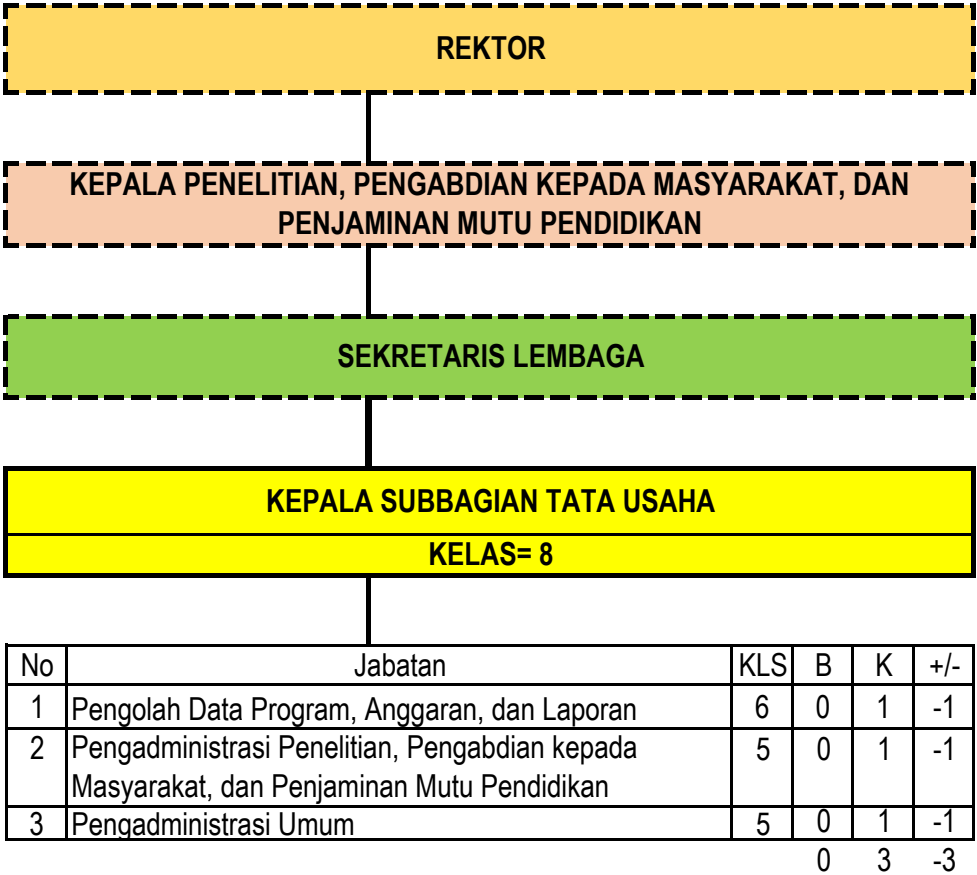 REKTOR
KEPALA PENELITIAN, PENGABDIAN KEPADA MASYARAKAT, DAN
PENJAMINAN MUTU PENDIDIKAN
SEKRETARIS LEMBAGA
KEPALA SUBBAGIAN TATA USAHA
KELAS= 8
No Jabatan KLS B K +/-
1 Pengolah Data Program, Anggaran, dan Laporan 6 0 1 -1
2 Pengadministrasi Penelitian, Pengabdian kepada 5 0 1 -1
Masyarakat, dan Penjaminan Mutu Pendidikan
3 Pengadministrasi Umum 5 0 1 -1
0 3 -3